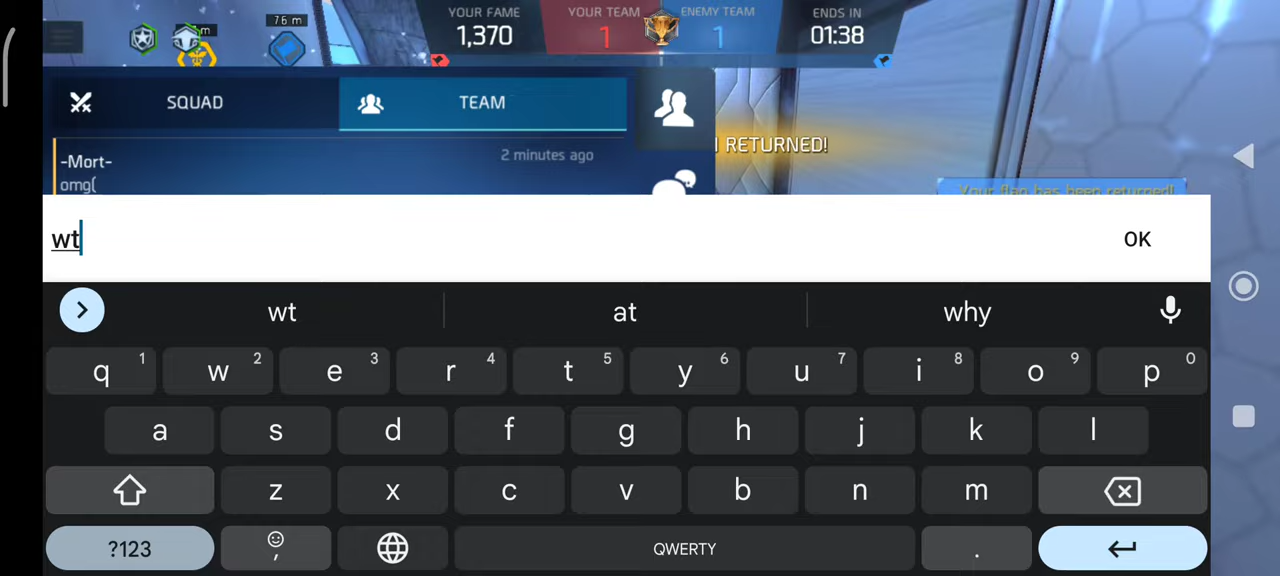 76 m
m
YOUR FAME
1,370
YOUR TEAM
1
ENEMY TEAM
1
ENDS IN
01:38
SQUAD
TEAM
-Mort-
2 minutes ago
omg(
RETURNED!
Your flag has been returned!
wt
OK
wt at why
q 1 w 2 e 3 r 4 t 5 y 6 u 7 i 8 o 9 p 0
a s d f g h j k l
z x c v b n m
?123 , QWERTY .